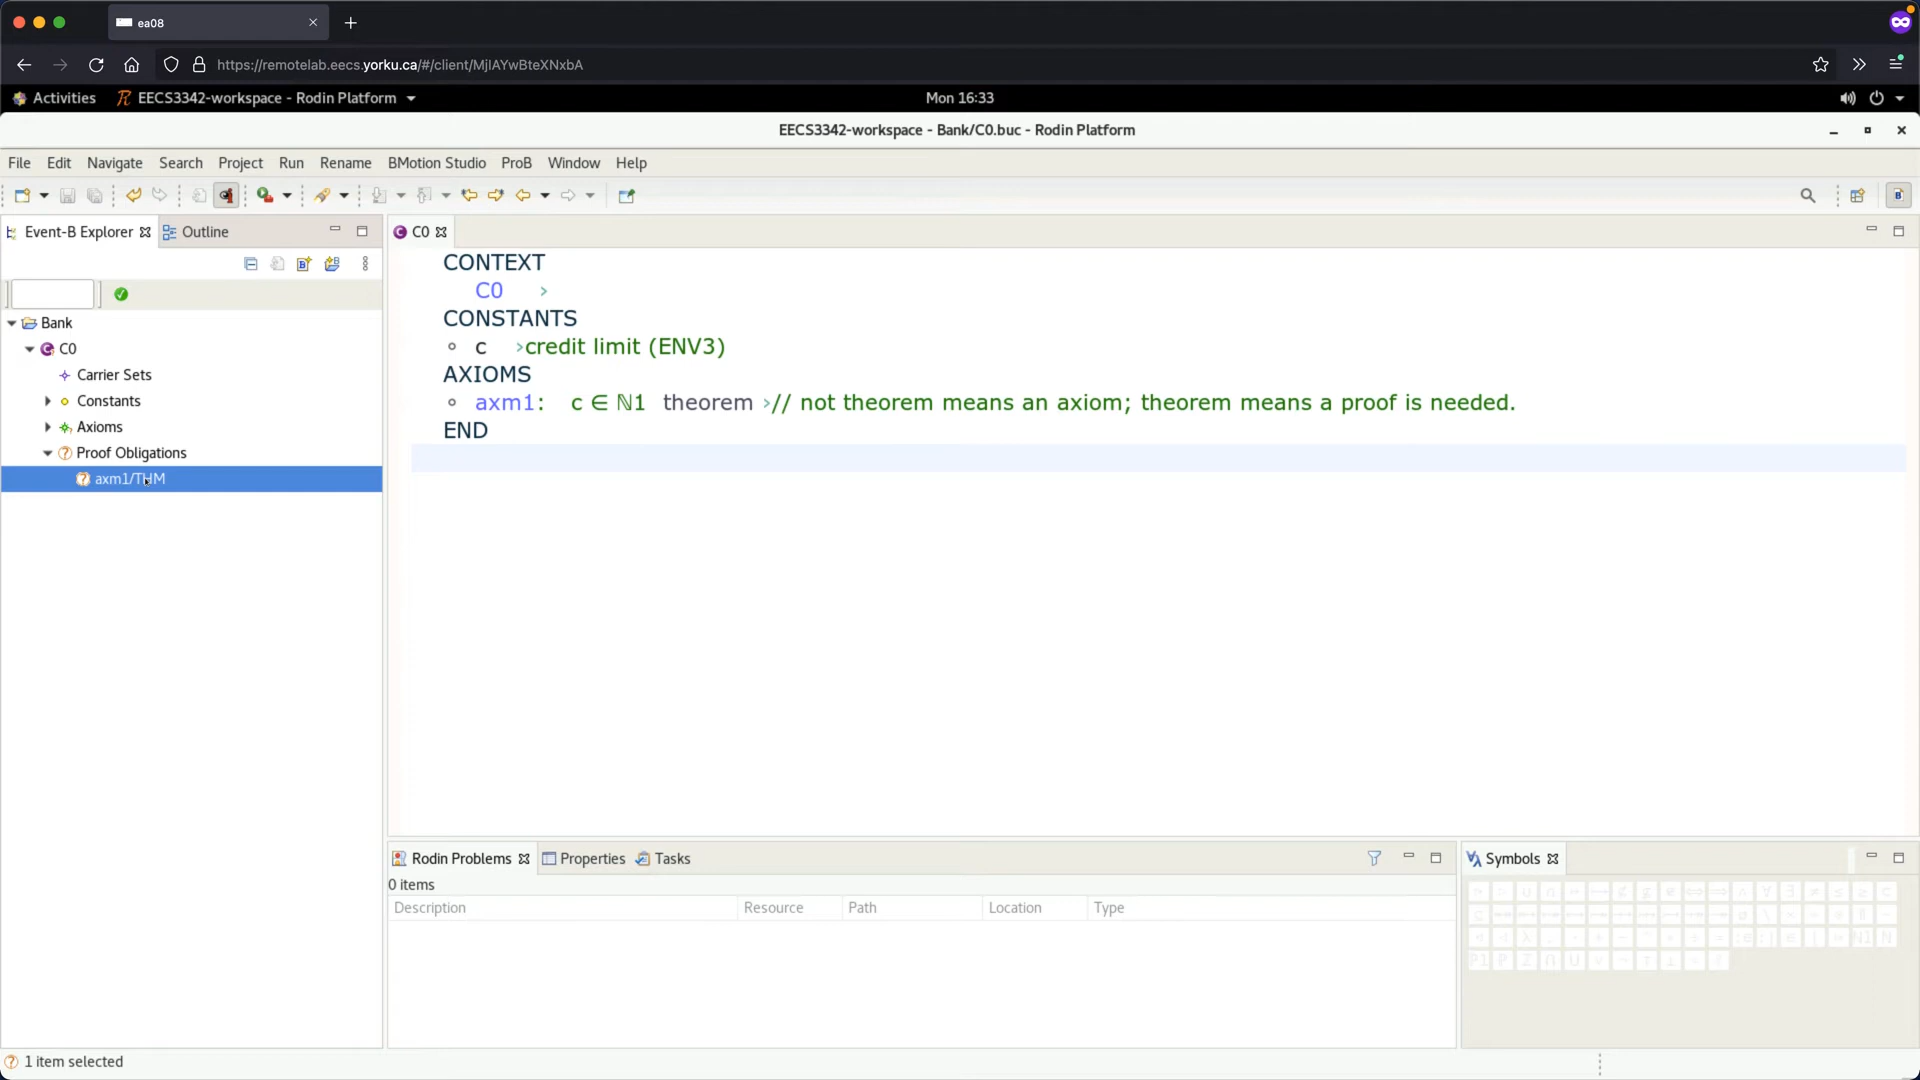 ea08
https://remotelab.eecs.yorku.ca/#/client/MjIAYwBteXNxbA
Activities EECS3342-workspace - Rodin Platform Mon 16:33
EECS3342-workspace - Bank/C0.buc - Rodin Platform
File Edit Navigate Search Project Run Rename BMotion Studio ProB Window Help
Event-B Explorer Outline
C0
CONTEXT
C0 ›
CONSTANTS
c ›credit limit (ENV3)
AXIOMS
axm1: c ∈ ℕ1 theorem ›// not theorem means an axiom; theorem means a proof is needed.
END
Bank
C0
Carrier Sets
Constants
Axioms
Proof Obligations
axm1/THM
Rodin Problems Properties Tasks
0 items
Description Resource Path Location Type
Symbols
1 item selected